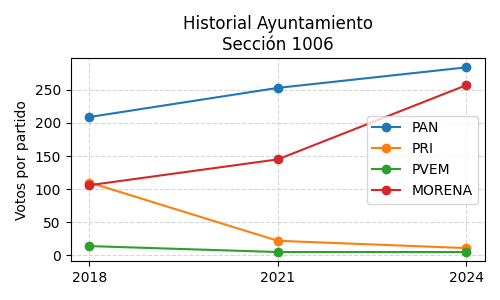 Historial Ayuntamiento
Sección 1006
Votos por partido
250
200
150
100
50
0
2018
2021
2024
PAN
PRI
PVEM
MORENA